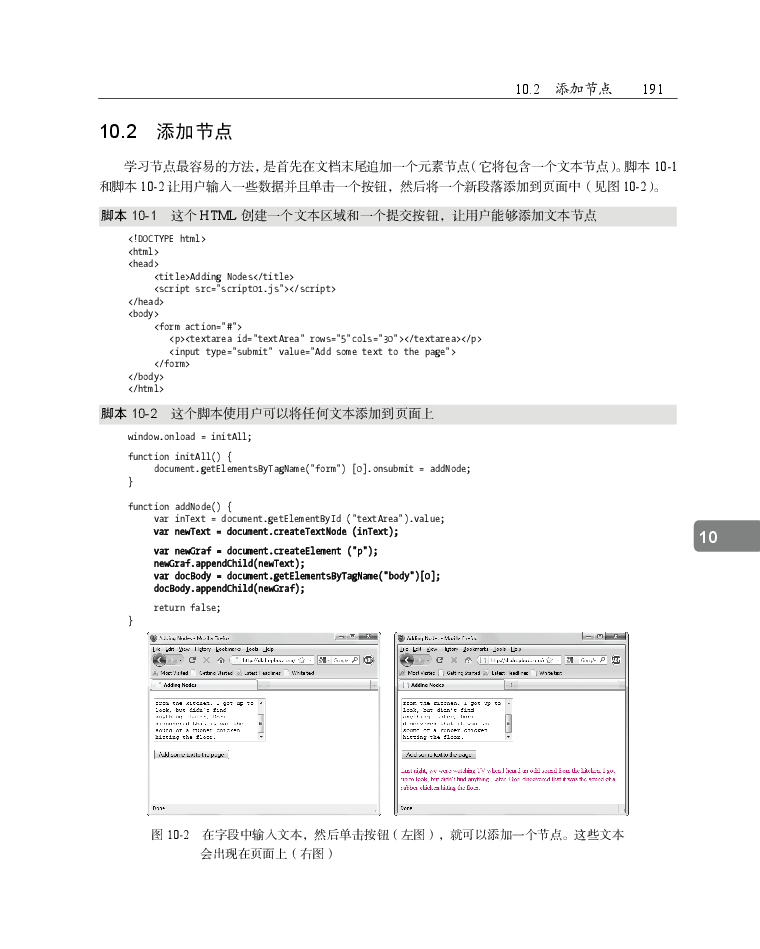 10.2 添加节点 191
10.2 添加节点
学习节点最容易的方法，是首先在文档末尾追加一个元素节点（它将包含一个文本节点）。脚本 10-1
和脚本 10-2 让用户输入一些数据并且单击一个按钮，然后将一个新段落添加到页面中（见图 10-2）。
脚本 10-1 这个 HTML 创建一个文本区域和一个提交按钮，让用户能够添加文本节点
<!DOCTYPE html>
<html>
<head>
<title>Adding Nodes</title>
<script src="script01.js"></script>
</head>
<body>
<form action="#">
<p><textarea id="textArea" rows="5"cols="30"></textarea></p>
<input type="submit" value="Add some text to the page">
</form>
</body>
</html>
脚本 10-2 这个脚本使用户可以将任何文本添加到页面上
window.onload = initAll;
function initAll() {
document.getElementsByTagName("form") [0].onsubmit = addNode;
}
function addNode() {
var inText = document.getElementById ("textArea").value;
var newText = document.createTextNode (inText);
10
var newGraf = document.createElement ("p");
newGraf.appendChild(newText);
var docBody = document.getElementsByTagName("body")[0];
docBody.appendChild(newGraf);
return false;
}
Adding Nodes - Mozilla Firefox
File Edit View History Bookmarks Tools Help
Most Visited Getting Started Latest Headlines
Adding Nodes
from the kitchen. I got up to
look, but didn't find
anything. Later, Dori
discovered that it was the
sound of a rubber chicken
hitting the floor.
Add some text to the page
Done
Adding Nodes - Mozilla Firefox
File Edit View History Bookmarks Tools Help
Most Visited Getting Started Latest Headlines
Adding Nodes
from the kitchen. I got up to
look, but didn't find
anything. Later, Dori
discovered that it was the
sound of a rubber chicken
hitting the floor.
Add some text to the page
Last night, we were watching TV when I heard an odd sound from the kitchen. I got
up to look, but didn't find anything. Later, Dori discovered that it was the sound of a
rubber chicken hitting the floor.
Done
图 10-2 在字段中输入文本，然后单击按钮（左图），就可以添加一个节点。这些文本
会出现在页面上（右图）